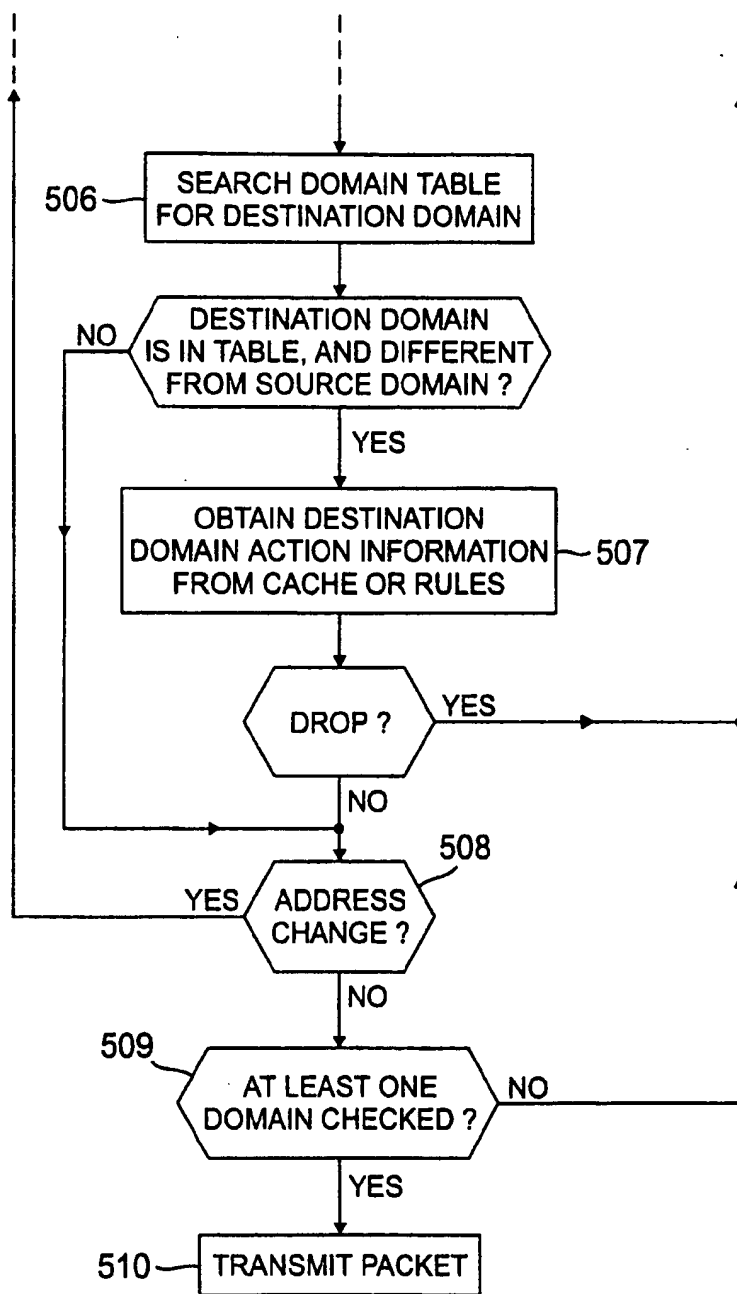 506
SEARCH DOMAIN TABLE
FOR DESTINATION DOMAIN
NO
DESTINATION DOMAIN
IS IN TABLE, AND DIFFERENT
FROM SOURCE DOMAIN ?
YES
OBTAIN DESTINATION
DOMAIN ACTION INFORMATION
FROM CACHE OR RULES
507
DROP ?
YES
NO
508
YES
ADDRESS
CHANGE ?
NO
509
AT LEAST ONE
DOMAIN CHECKED ?
NO
YES
510
TRANSMIT PACKET